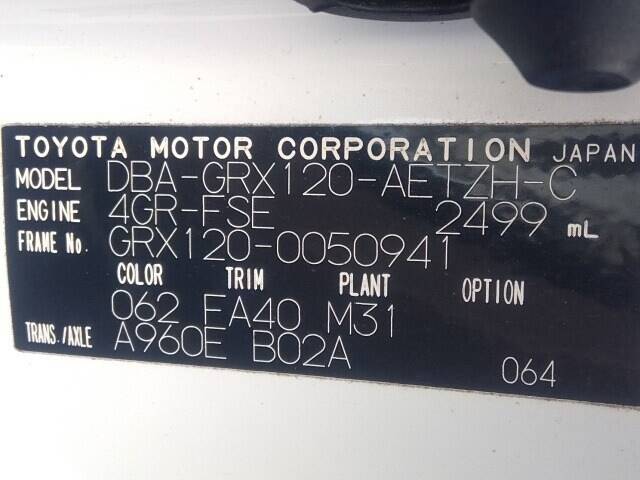 TOYOTA MOTOR CORPORATION JAPAN
MODEL DBA-GRX120-AETZH-C
ENGINE 4GR-FSE 2499 mL
FRAME No. GRX120-0050941
COLOR TRIM PLANT OPTION
062 EA40 M31
TRANS./AXLE A960E B02A
064